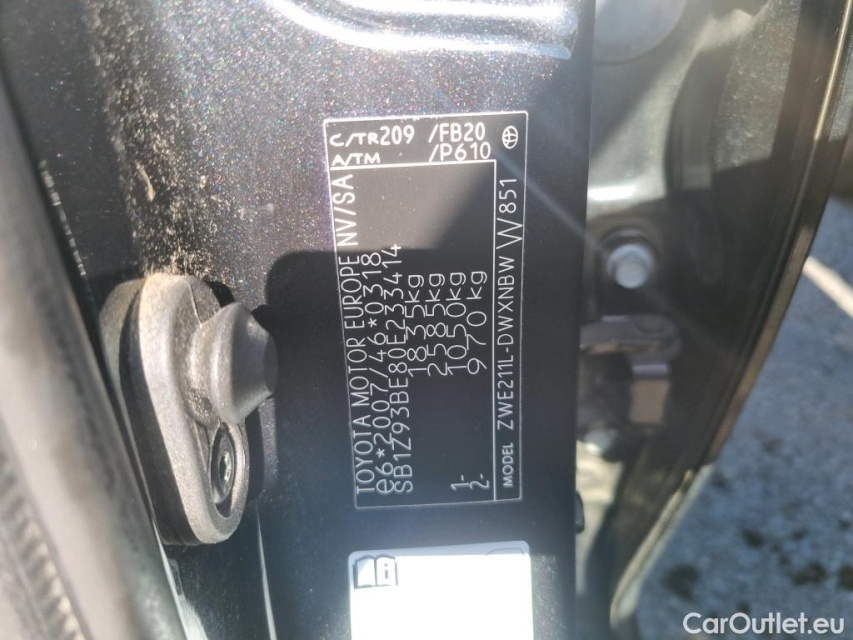 C/TR209 /FB20
A/TM /P610
TOYOTA MOTOR EUROPE NV/SA
e6*2007/46*0318
SB1Z93BE80E233414
1835kg
2585kg
1- 1050kg
2- 970kg
MODEL ZWE211L-DWXNBW W851
CarOutlet.eu